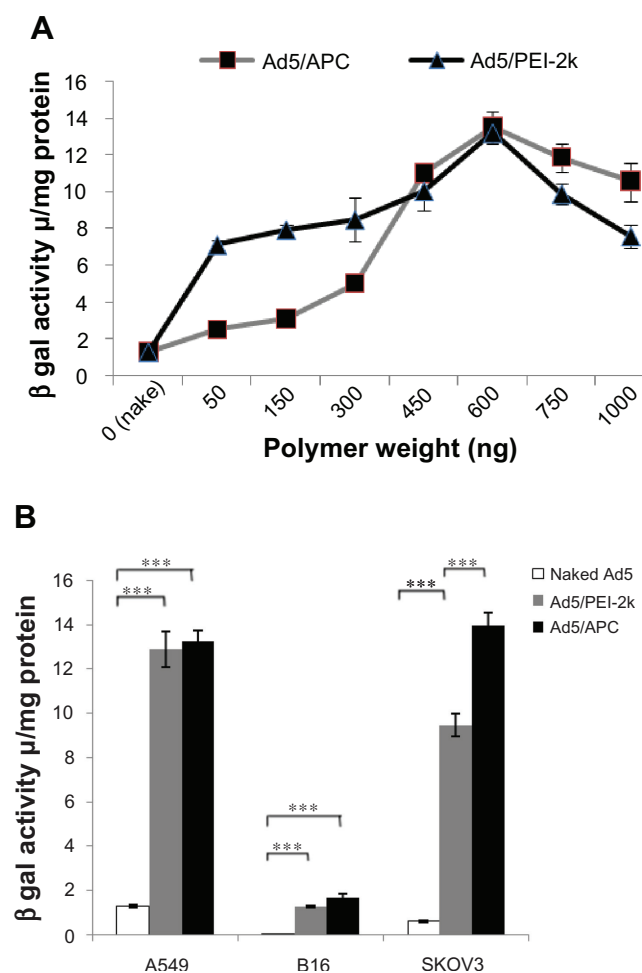 A
Ad5/APC Ad5/PEI-2k
β gal activity μ/mg protein
16
14
12
10
8
6
4
2
0
0 (nake) 50 150 300 450 600 750 1000
Polymer weight (ng)
B
*** *** *** *** *** ***
Naked Ad5
Ad5/PEI-2k
Ad5/APC
β gal activity μ/mg protein
16
14
12
10
8
6
4
2
0
A549 B16 SKOV3